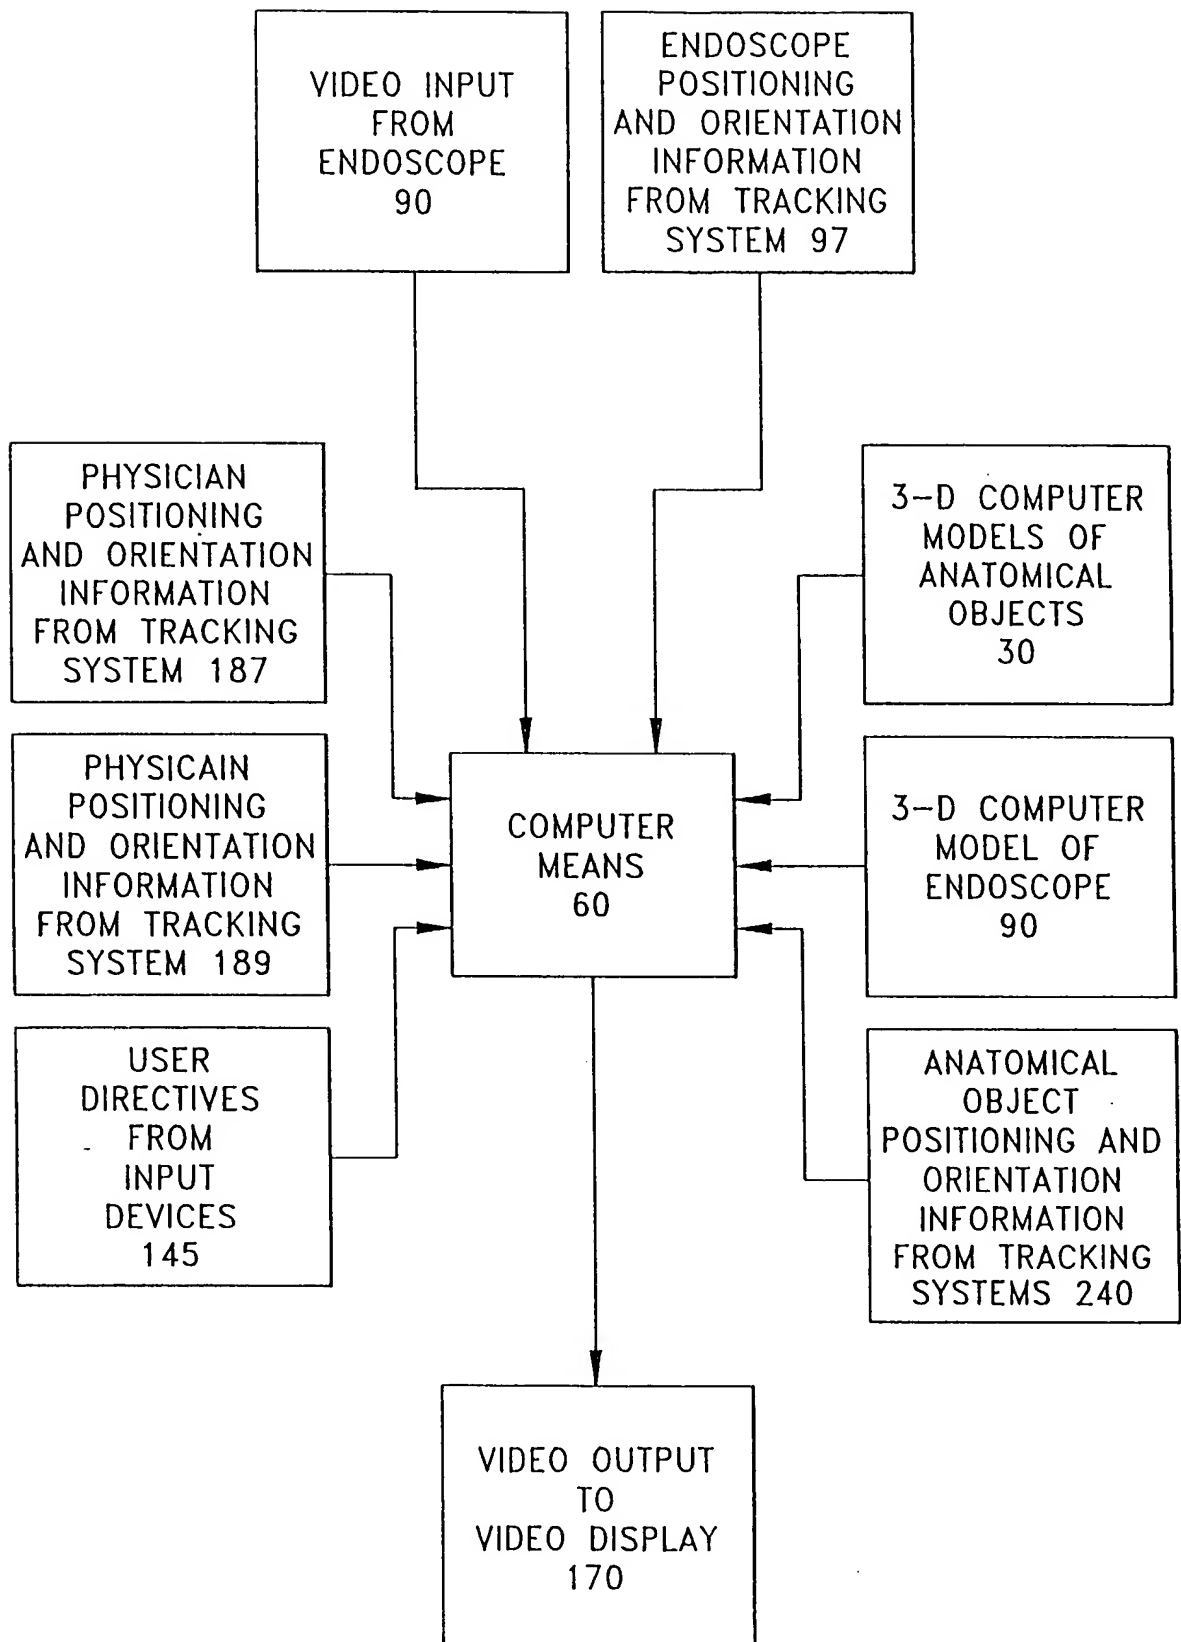 VIDEO INPUT
FROM
ENDOSCOPE
90
ENDOSCOPE
POSITIONING
AND ORIENTATION
INFORMATION
FROM TRACKING
SYSTEM 97
PHYSICIAN
POSITIONING
AND ORIENTATION
INFORMATION
FROM TRACKING
SYSTEM 187
3-D COMPUTER
MODELS OF
ANATOMICAL
OBJECTS
30
PHYSICAIN
POSITIONING
AND ORIENTATION
INFORMATION
FROM TRACKING
SYSTEM 189
COMPUTER
MEANS
60
3-D COMPUTER
MODEL OF
ENDOSCOPE
90
USER
DIRECTIVES
FROM
INPUT
DEVICES
145
ANATOMICAL
OBJECT
POSITIONING AND
ORIENTATION
INFORMATION
FROM TRACKING
SYSTEMS 240
VIDEO OUTPUT
TO
VIDEO DISPLAY
170